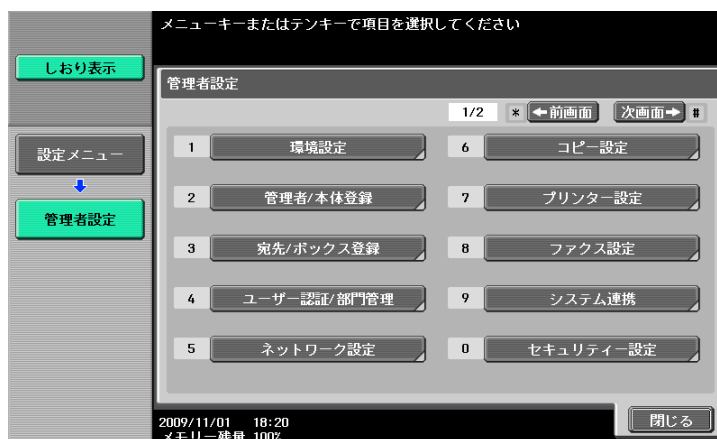 メニューキーまたはテンキーで項目を選択してください
しおり表示
管理者設定
1/2 * ←前画面 次画面→ #
設定メニュー
管理者設定
1 環境設定
2 管理者/本体登録
3 宛先/ボックス登録
4 ユーザー認証/部門管理
5 ネットワーク設定
6 コピー設定
7 プリンター設定
8 ファクス設定
9 システム連携
0 セキュリティー設定
2009/11/01 18:20
メモリー残量 100%
閉じる